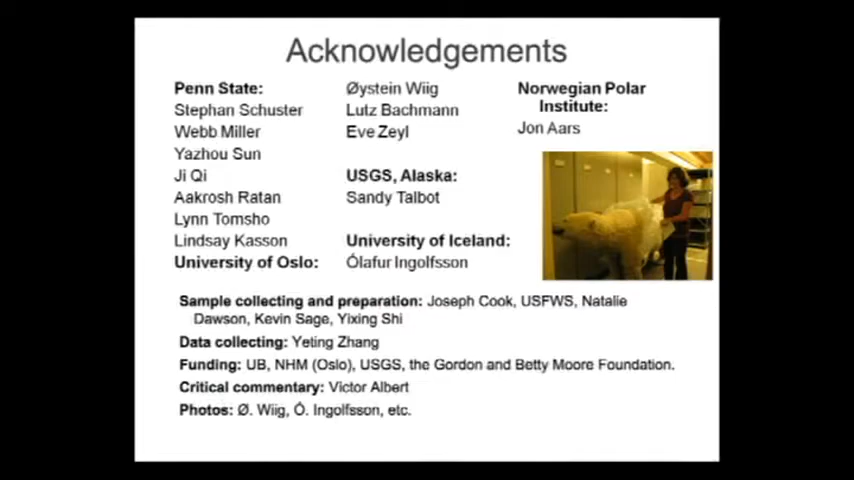 Acknowledgements
Penn State:
Stephan Schuster
Webb Miller
Yazhou Sun
Ji Qi
Aakrosh Ratan
Lynn Tomsho
Lindsay Kasson
University of Oslo:
Øystein Wiig
Lutz Bachmann
Eve Zeyl
USGS, Alaska:
Sandy Talbot
University of Iceland:
Ólafur Ingolfsson
Norwegian Polar
Institute:
Jon Aars
Sample collecting and preparation: Joseph Cook, USFWS, Natalie
Dawson, Kevin Sage, Yixing Shi
Data collecting: Yeting Zhang
Funding: UB, NHM (Oslo), USGS, the Gordon and Betty Moore Foundation.
Critical commentary: Victor Albert
Photos: Ø. Wiig, Ó. Ingolfsson, etc.